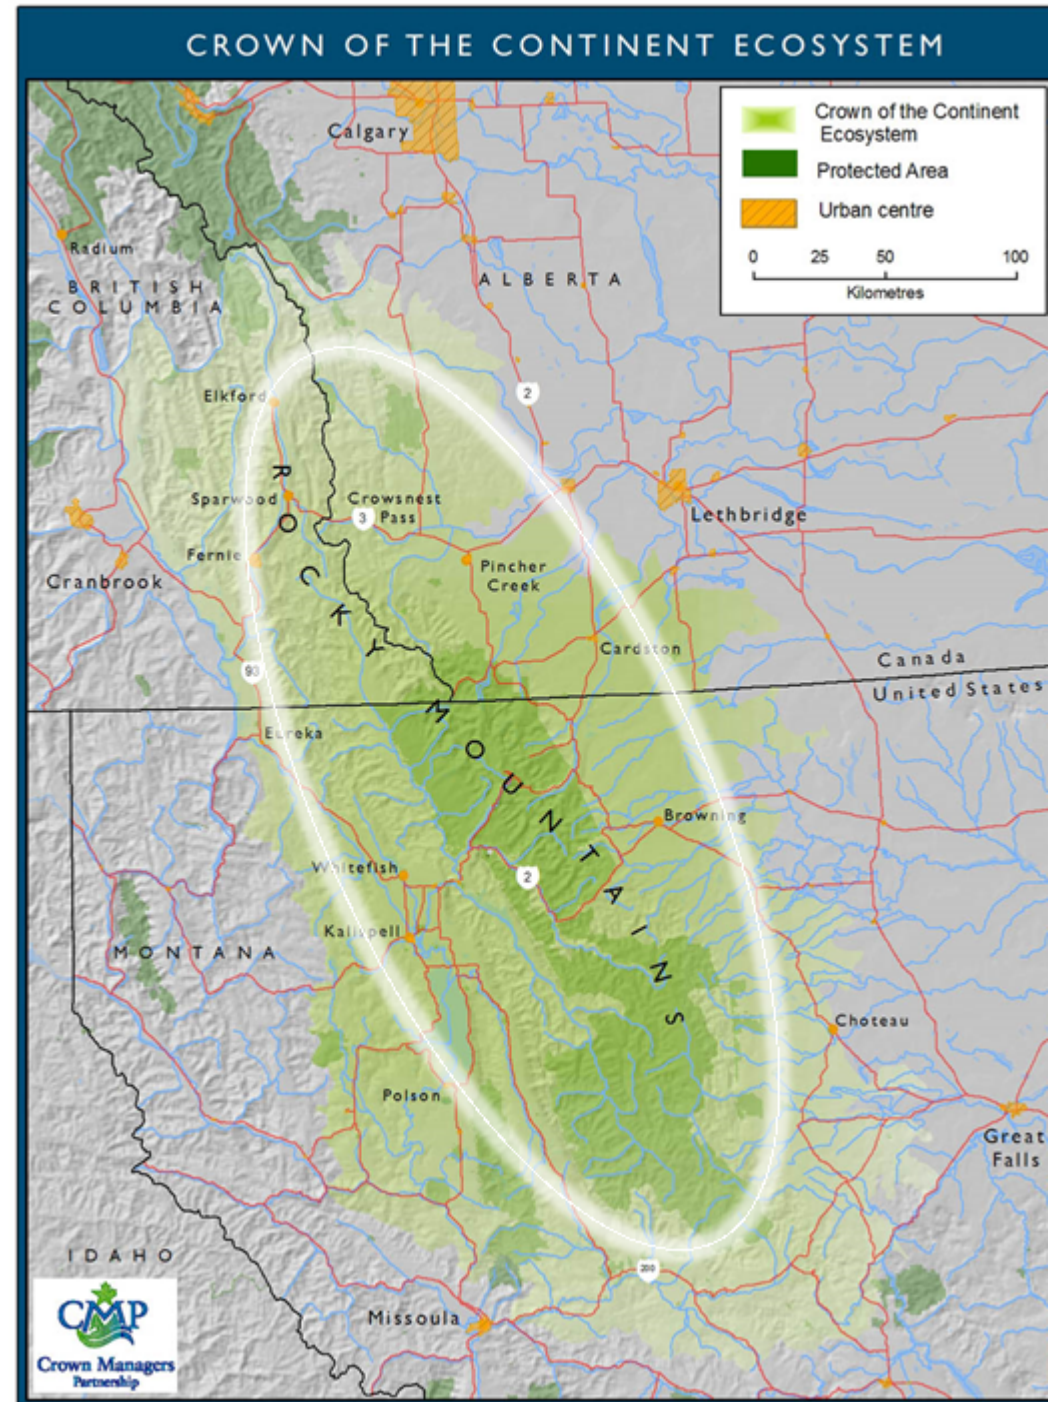 CROWN OF THE CONTINENT ECOSYSTEM
Crown of the Continent
Ecosystem
Protected Area
Urban centre
0 25 50 100
Kilometres
Calgary
Radium
BRITISH
COLUMBIA
ALBERTA
2
Elkford
Sparwood
Crowsnest
Pass
3
Lethbridge
Fernie
Pincher
Creek
Cranbrook
Cardston
93
Canada
United States
Eureka
ROCKY MOUNTAINS
Browning
Whitefish
2
Kalispell
MONTANA
Choteau
Polson
Great
Falls
IDAHO
200
Missoula
CMP
Crown Managers
Partnership